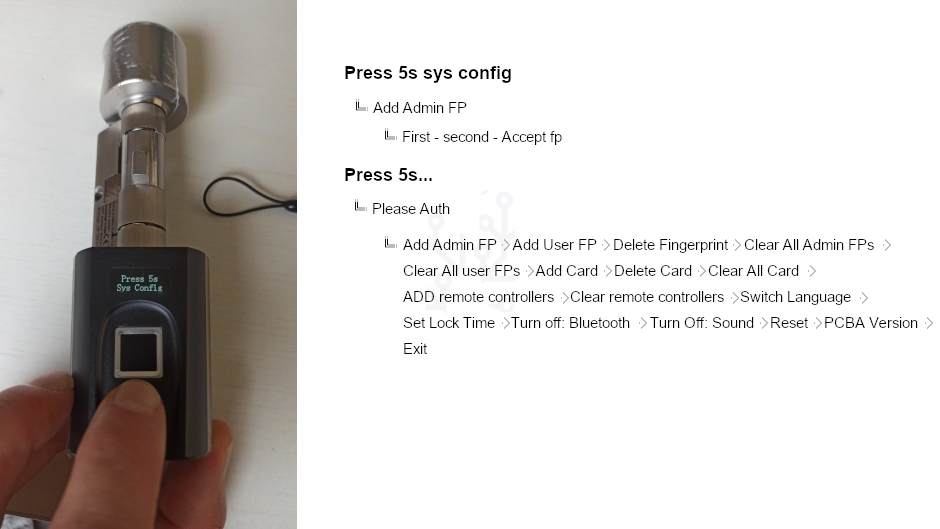 Press 5s
Sys Config
Press 5s sys config
Add Admin FP
First - second - Accept fp
Press 5s...
Please Auth
Add Admin FP > Add User FP > Delete Fingerprint > Clear All Admin FPs >
Clear All user FPs > Add Card > Delete Card > Clear All Card >
ADD remote controllers > Clear remote controllers > Switch Language >
Set Lock Time > Turn off: Bluetooth > Turn Off: Sound > Reset > PCBA Version >
Exit